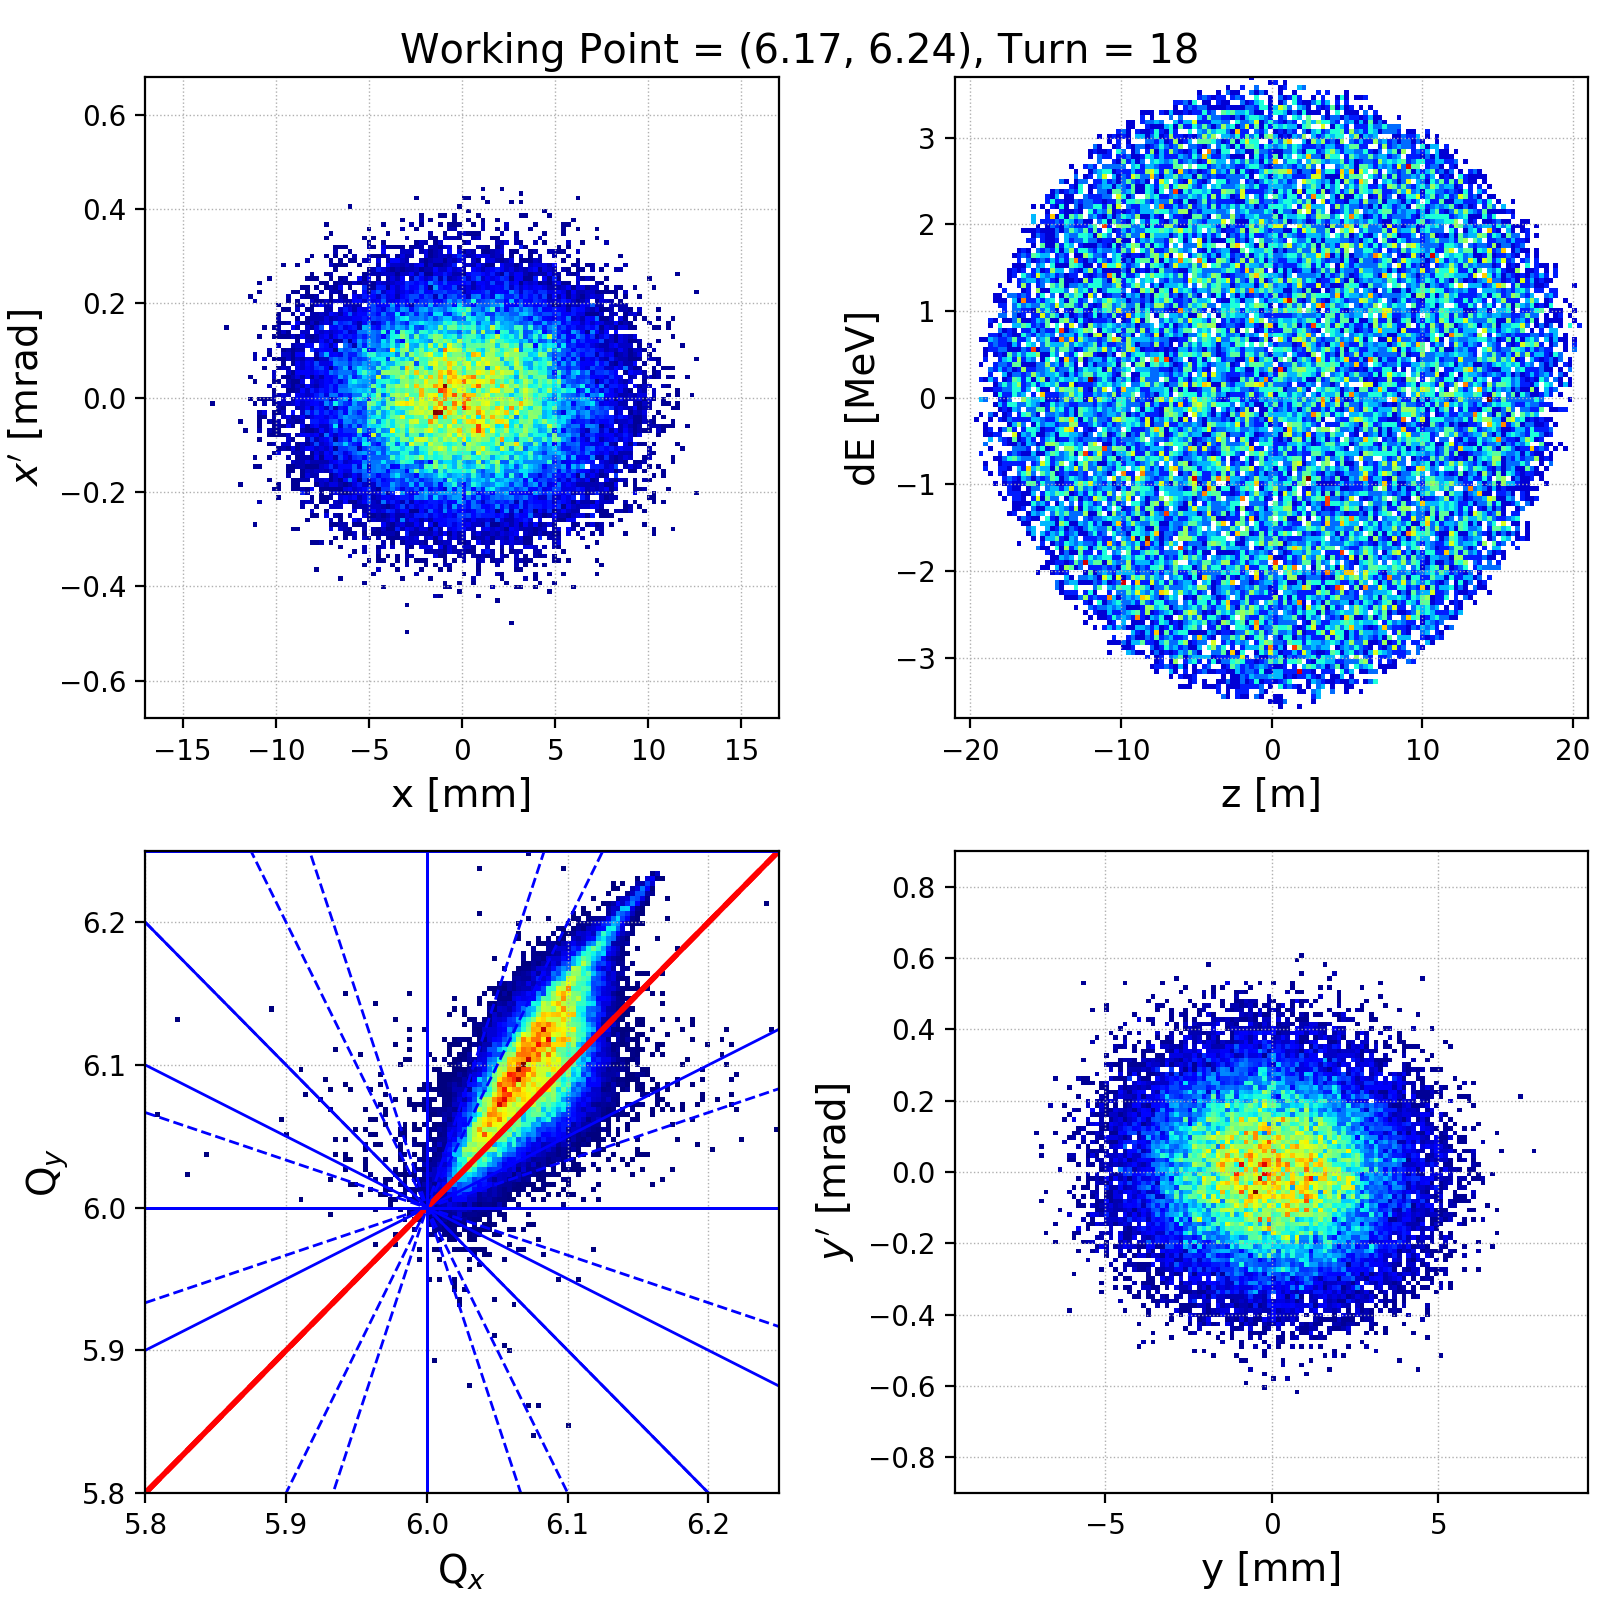 Working Point = (6.17, 6.24), Turn = 18
0.6
0.4
0.2
0.0
−0.2
−0.4
−0.6
x′ [mrad]
−15 −10 −5 0 5 10 15
x [mm]
3
2
1
0
−1
−2
−3
dE [MeV]
−20 −10 0 10 20
z [m]
6.2
6.1
6.0
5.9
5.8
Qy
5.8 5.9 6.0 6.1 6.2
Qx
0.8
0.6
0.4
0.2
0.0
−0.2
−0.4
−0.6
−0.8
y′ [mrad]
−5 0 5
y [mm]